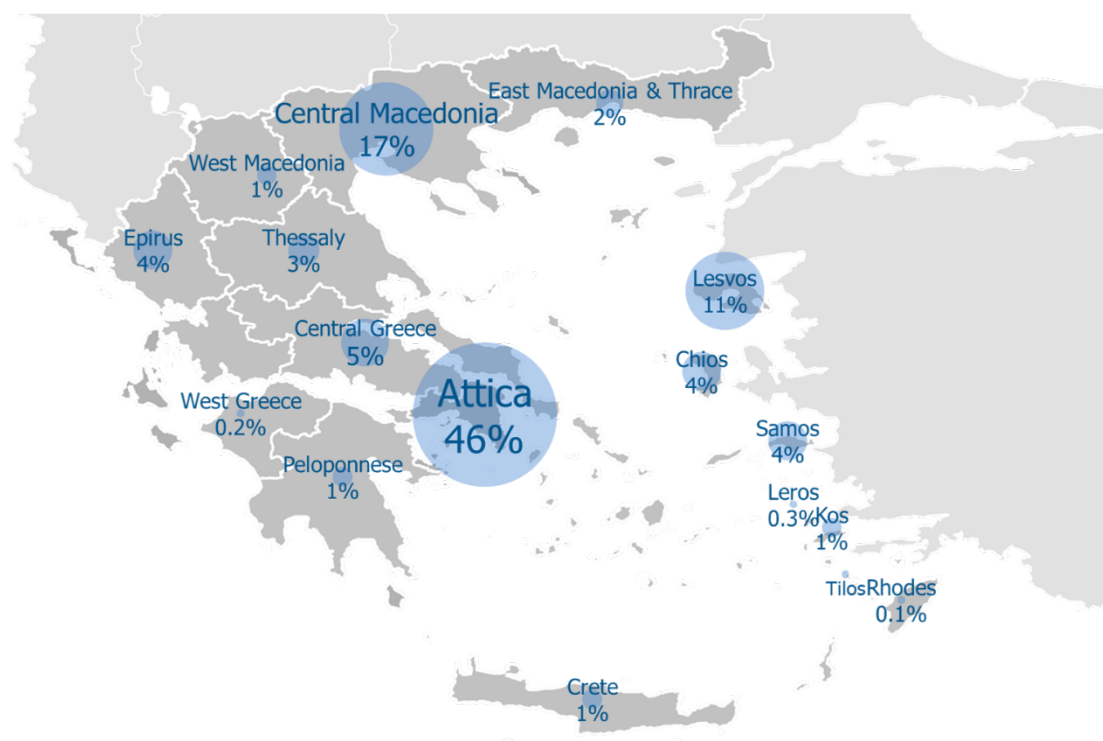 East Macedonia & Thrace
2%
Central Macedonia
17%
West Macedonia
1%
Epirus
4%
Thessaly
3%
Lesvos
11%
Central Greece
5%
Chios
4%
Attica
46%
West Greece
0.2%
Samos
4%
Peloponnese
1%
Leros
0.3%
Kos
1%
Tilos
Rhodes
0.1%
Crete
1%